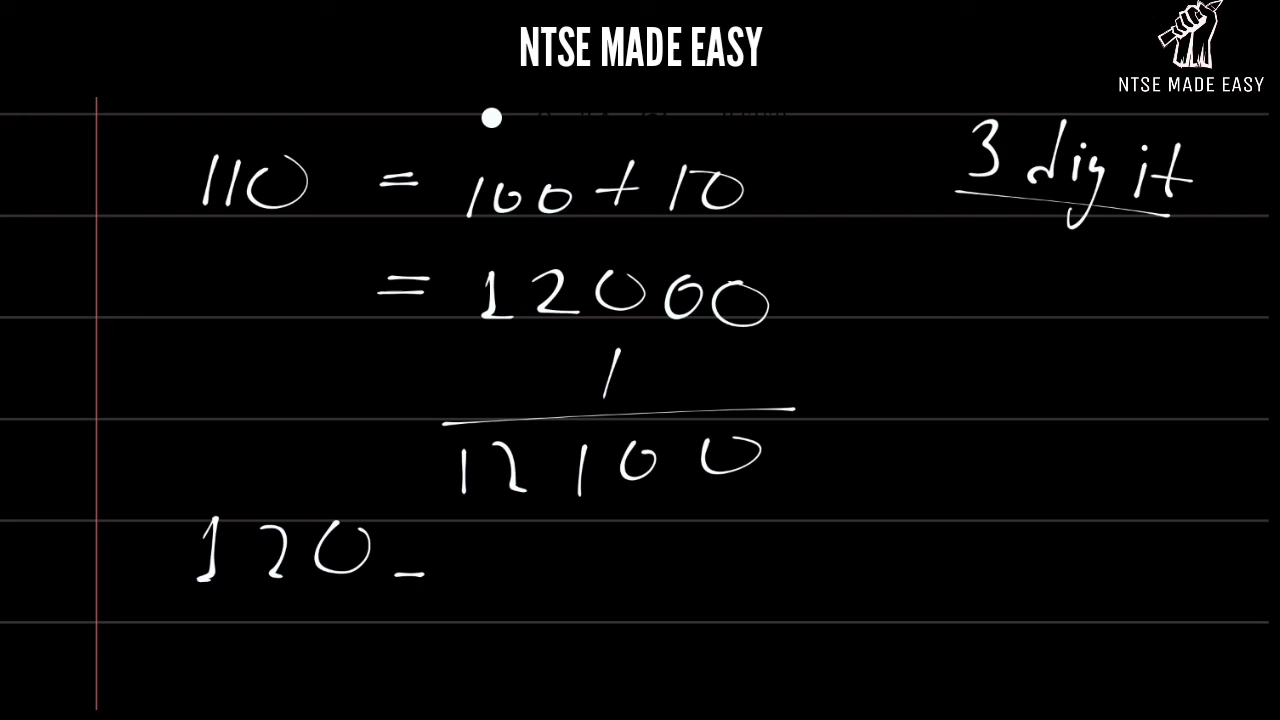 NTSE MADE EASY
NTSE MADE EASY
3 digit
110 = 100 + 10
= 12000
1
12100
120 -